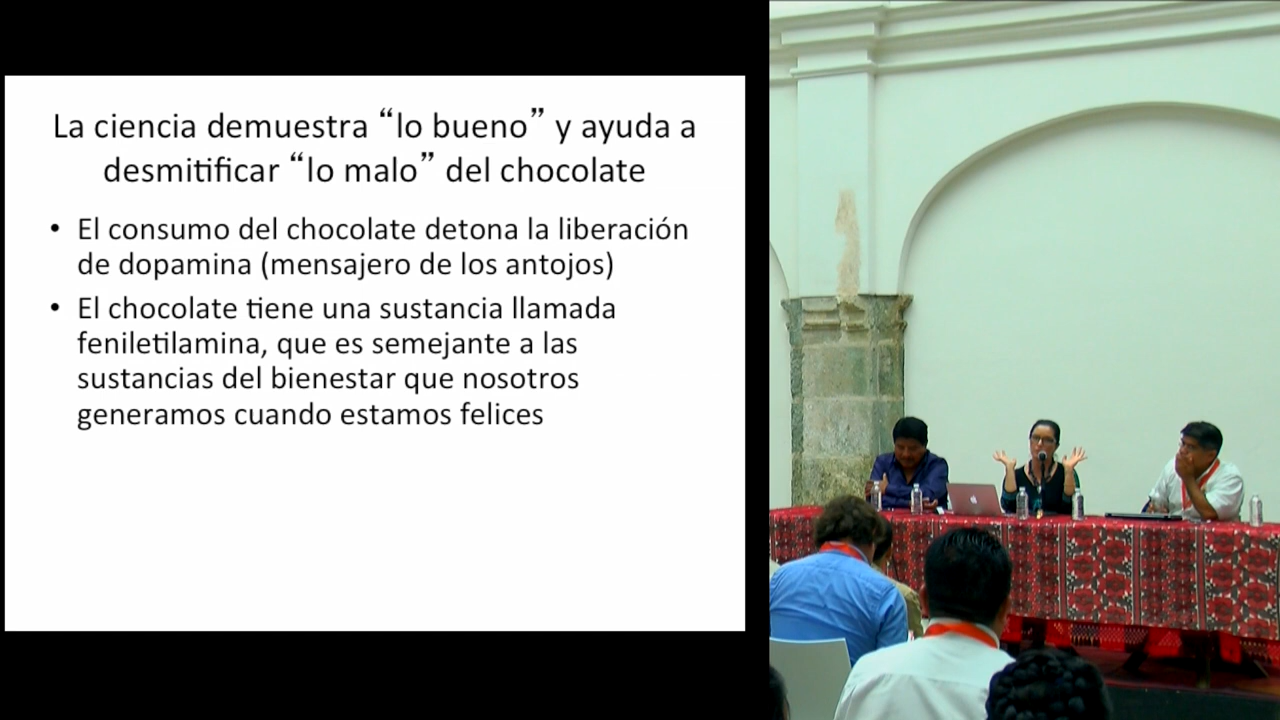 La ciencia demuestra “lo bueno” y ayuda a
desmitificar “lo malo” del chocolate
• El consumo del chocolate detona la liberación
de dopamina (mensajero de los antojos)
• El chocolate tiene una sustancia llamada
feniletilamina, que es semejante a las
sustancias del bienestar que nosotros
generamos cuando estamos felices